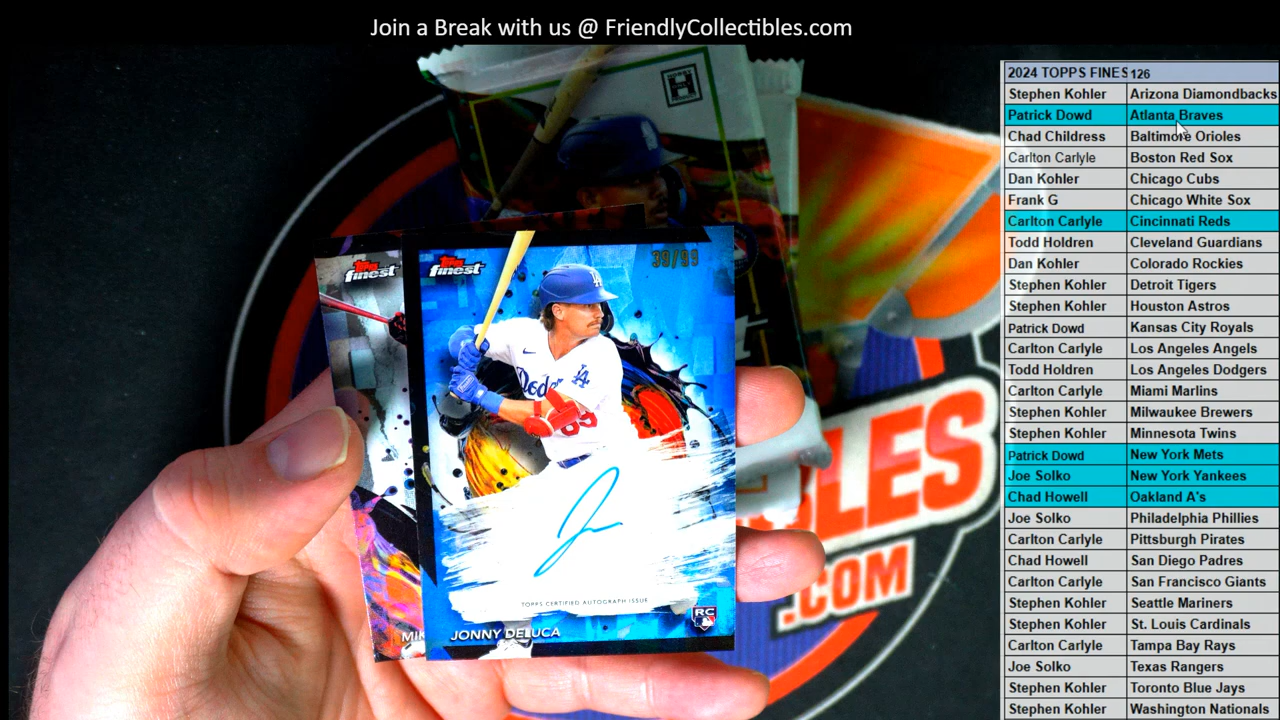 Join a Break with us @ FriendlyCollectibles.com
2024 TOPPS FINES 126
Stephen Kohler Arizona Diamondbacks
Patrick Dowd Atlanta Braves
Chad Childress Baltimore Orioles
Carlton Carlyle Boston Red Sox
Dan Kohler Chicago Cubs
Frank G Chicago White Sox
Carlton Carlyle Cincinnati Reds
Todd Holdren Cleveland Guardians
Dan Kohler Colorado Rockies
Stephen Kohler Detroit Tigers
Stephen Kohler Houston Astros
Patrick Dowd Kansas City Royals
Carlton Carlyle Los Angeles Angels
Todd Holdren Los Angeles Dodgers
Carlton Carlyle Miami Marlins
Stephen Kohler Milwaukee Brewers
Stephen Kohler Minnesota Twins
Patrick Dowd New York Mets
Joe Solko New York Yankees
Chad Howell Oakland A's
Joe Solko Philadelphia Phillies
Carlton Carlyle Pittsburgh Pirates
Chad Howell San Diego Padres
Carlton Carlyle San Francisco Giants
Stephen Kohler Seattle Mariners
Stephen Kohler St. Louis Cardinals
Carlton Carlyle Tampa Bay Rays
Joe Solko Texas Rangers
Stephen Kohler Toronto Blue Jays
Stephen Kohler Washington Nationals
H
Topps finest
Topps finest
39/99
LA
Dod
LA
89
TOPPS CERTIFIED AUTOGRAPH ISSUE
RC
MIK
JONNY DELUCA
BLES
.COM